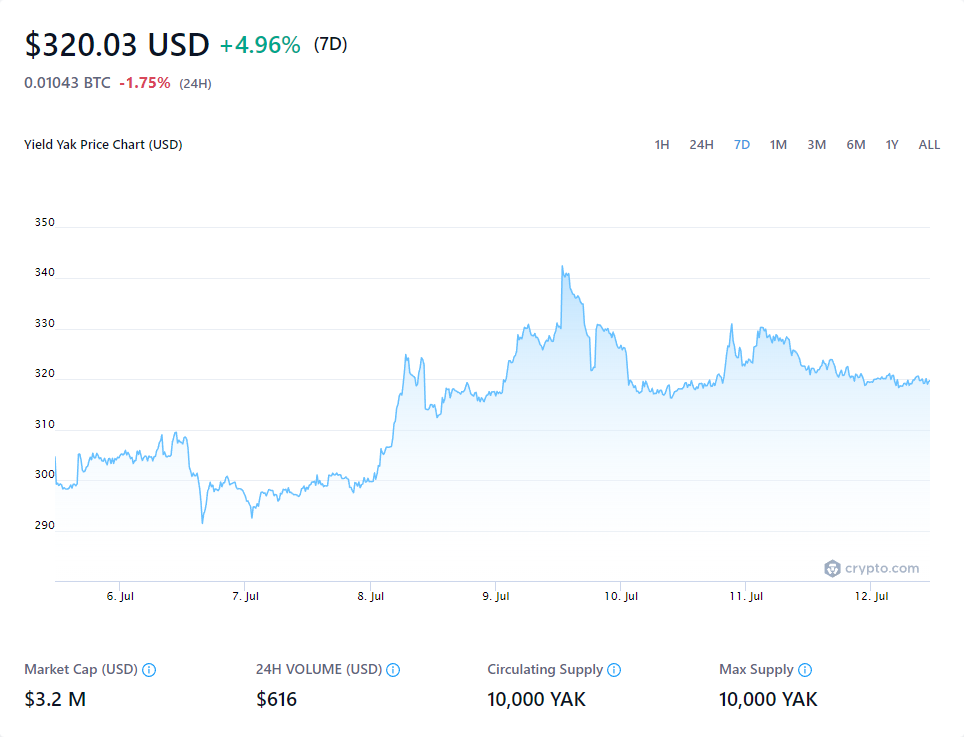 $320.03 USD +4.96% (7D)
0.01043 BTC -1.75% (24H)
Yield Yak Price Chart (USD) 1H 24H 7D 1M 3M 6M 1Y ALL
350
340
330
320
310
300
290
crypto.com
6. Jul 7. Jul 8. Jul 9. Jul 10. Jul 11. Jul 12. Jul
Market Cap (USD) 24H VOLUME (USD) Circulating Supply Max Supply
$3.2 M $616 10,000 YAK 10,000 YAK